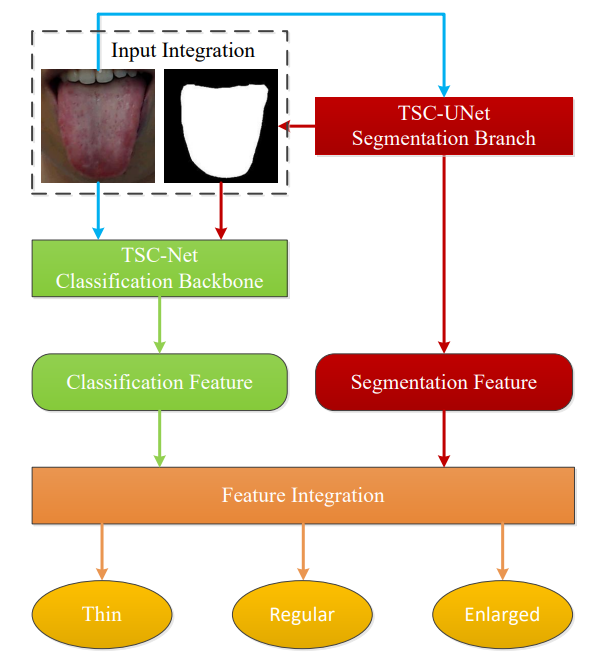 Input Integration
TSC-UNet
Segmentation Branch
TSC-Net
Classification Backbone
Classification Feature
Segmentation Feature
Feature Integration
Thin
Regular
Enlarged